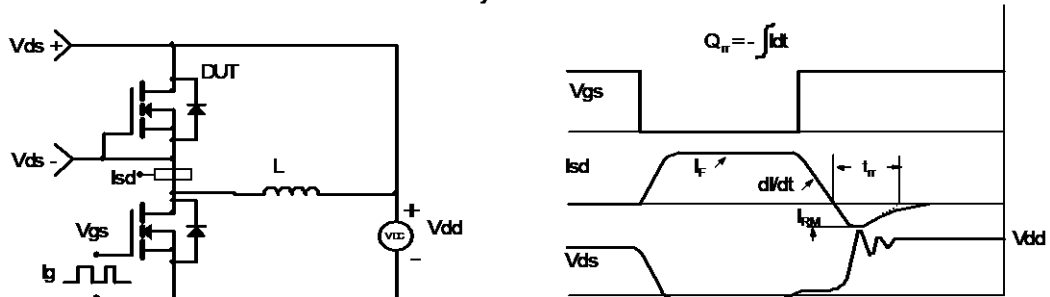 Vds +
DUT
Vds -
Isd
L
Vgs
Ig
VDC
+
-
Vdd
Qrr = - ∫Idt
Vgs
Isd
IF
dI/dt
trr
IRM
Vdd
Vds